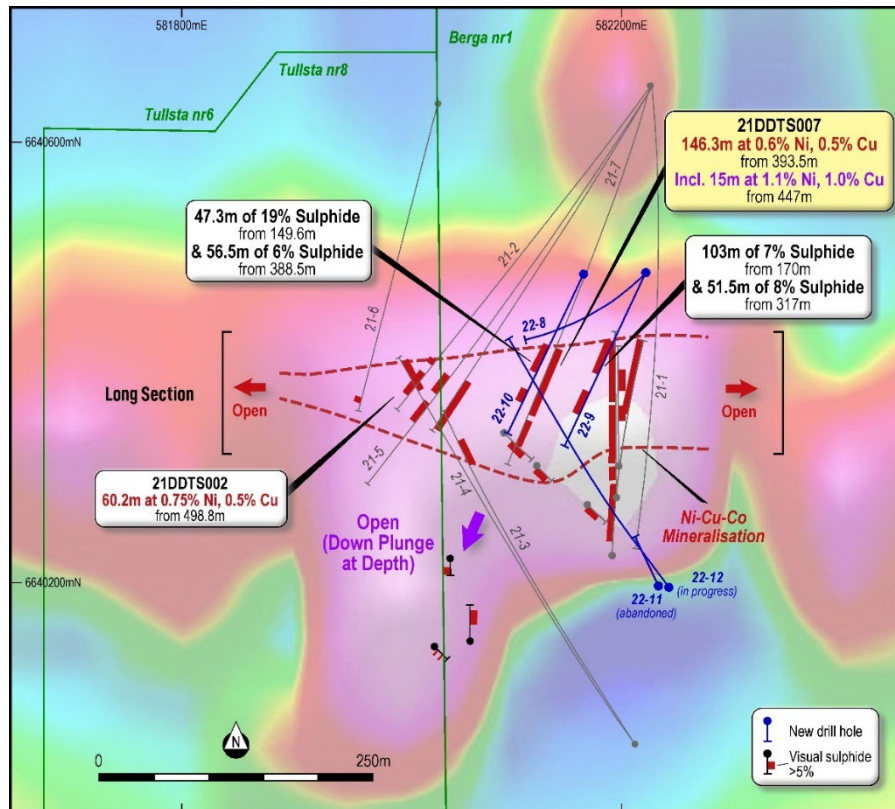 581800mE
582200mE
Berga nr1
Tullsta nr8
Tullsta nr6
6640600mN
21DDTS007
146.3m at 0.6% Ni, 0.5% Cu
from 393.5m
Incl. 15m at 1.1% Ni, 1.0% Cu
from 447m
47.3m of 19% Sulphide
from 149.6m
& 56.5m of 6% Sulphide
from 388.5m
103m of 7% Sulphide
from 170m
& 51.5m of 8% Sulphide
from 317m
21-7
21-2
21-6
22-8
Long Section
Open
22-10
22-9
21-1
Open
21-5
21-4
21-3
21DDTS002
60.2m at 0.75% Ni, 0.5% Cu
from 498.8m
Open
(Down Plunge
at Depth)
Ni-Cu-Co
Mineralisation
6640200mN
22-12
(in progress)
22-11
(abandoned)
N
0
250m
New drill hole
Visual sulphide
>5%